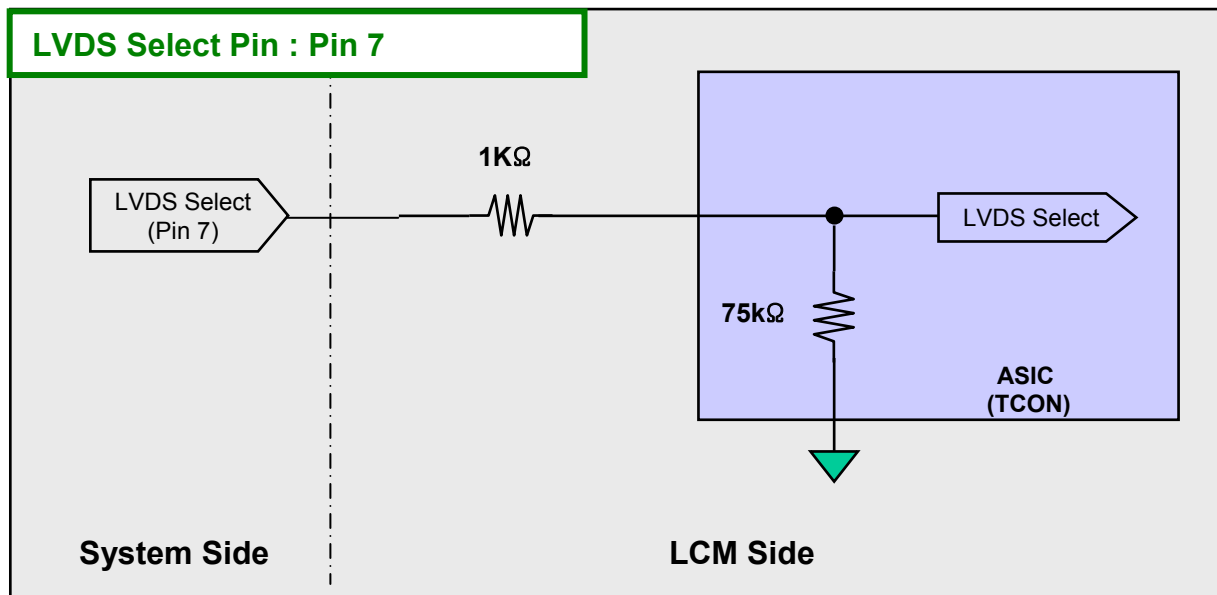 LVDS Select Pin : Pin 7
1KΩ
LVDS Select
(Pin 7)
LVDS Select
75kΩ
ASIC
(TCON)
System Side
LCM Side